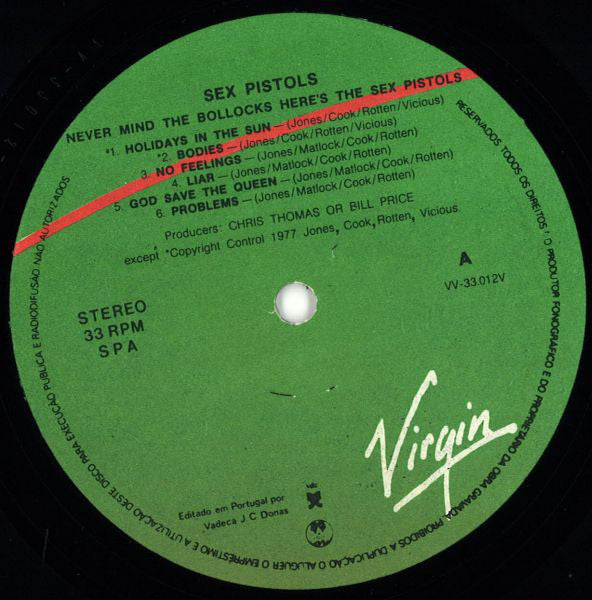 SEX PISTOLS
NEVER MIND THE BOLLOCKS HERE'S THE SEX PISTOLS
*1. HOLIDAYS IN THE SUN—(Jones/Cook/Rotten/Vicious)
*2. BODIES—(Jones/Cook/Rotten/Vicious)
3. NO FEELINGS—(Jones/Matlock/Cook/Rotten)
4. LIAR—(Jones/Matlock/Cook/Rotten)
5. GOD SAVE THE QUEEN—(Jones/Matlock/Cook/Rotten)
6. PROBLEMS—(Jones/Matlock/Cook/Rotten)
Producers: CHRIS THOMAS OR BILL PRICE
except *Copyright Control 1977 Jones, Cook, Rotten, Vicious
A
VV-33.012V
STEREO
33 RPM
SPA
Virgin
Editado em Portugal por
Vadeca J C Donas
RESERVADOS TODOS OS DIREITOS DO PRODUTOR FONOGRÁFICO E DO PROPRIETÁRIO DA OBRA GRAVADA PROIBIDOS A DUPLICAÇÃO O ALUGUER O EMPRÉSTIMO E A UTILIZAÇÃO DESTE DISCO PARA EXECUÇÃO PÚBLICA E RADIODIFUSÃO NÃO AUTORIZADOS